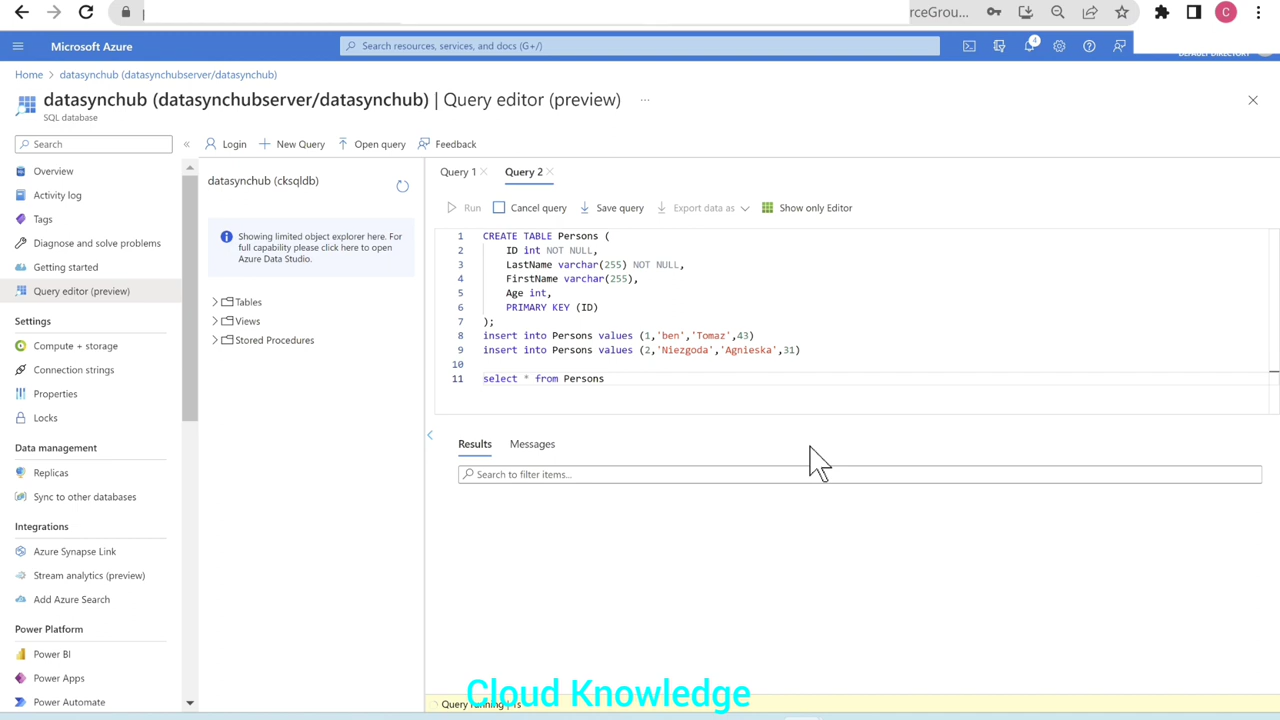 rceGrou...
C
Microsoft Azure
Search resources, services, and docs (G+/)
4
DEFAULT DIRECTORY
Home > datasynchub (datasynchubserver/datasynchub)
datasynchub (datasynchubserver/datasynchub) | Query editor (preview) ...
SQL database
Search
«
Login
New Query
Open query
Feedback
Overview
Activity log
Tags
Diagnose and solve problems
Getting started
Query editor (preview)
Settings
Compute + storage
Connection strings
Properties
Locks
Data management
Replicas
Sync to other databases
Integrations
Azure Synapse Link
Stream analytics (preview)
Add Azure Search
Power Platform
Power BI
Power Apps
Power Automate
datasynchub (cksqldb)
Showing limited object explorer here. For
full capability please click here to open
Azure Data Studio.
Tables
Views
Stored Procedures
Query 1
Query 2
Run
Cancel query
Save query
Export data as
Show only Editor
1 CREATE TABLE Persons (
2 ID int NOT NULL,
3 LastName varchar(255) NOT NULL,
4 FirstName varchar(255),
5 Age int,
6 PRIMARY KEY (ID)
7 );
8 insert into Persons values (1,'ben','Tomaz',43)
9 insert into Persons values (2,'Niezgoda','Agnieska',31)
10
11 select * from Persons
Results
Messages
Search to filter items...
Query running | 
Cloud Knowledge